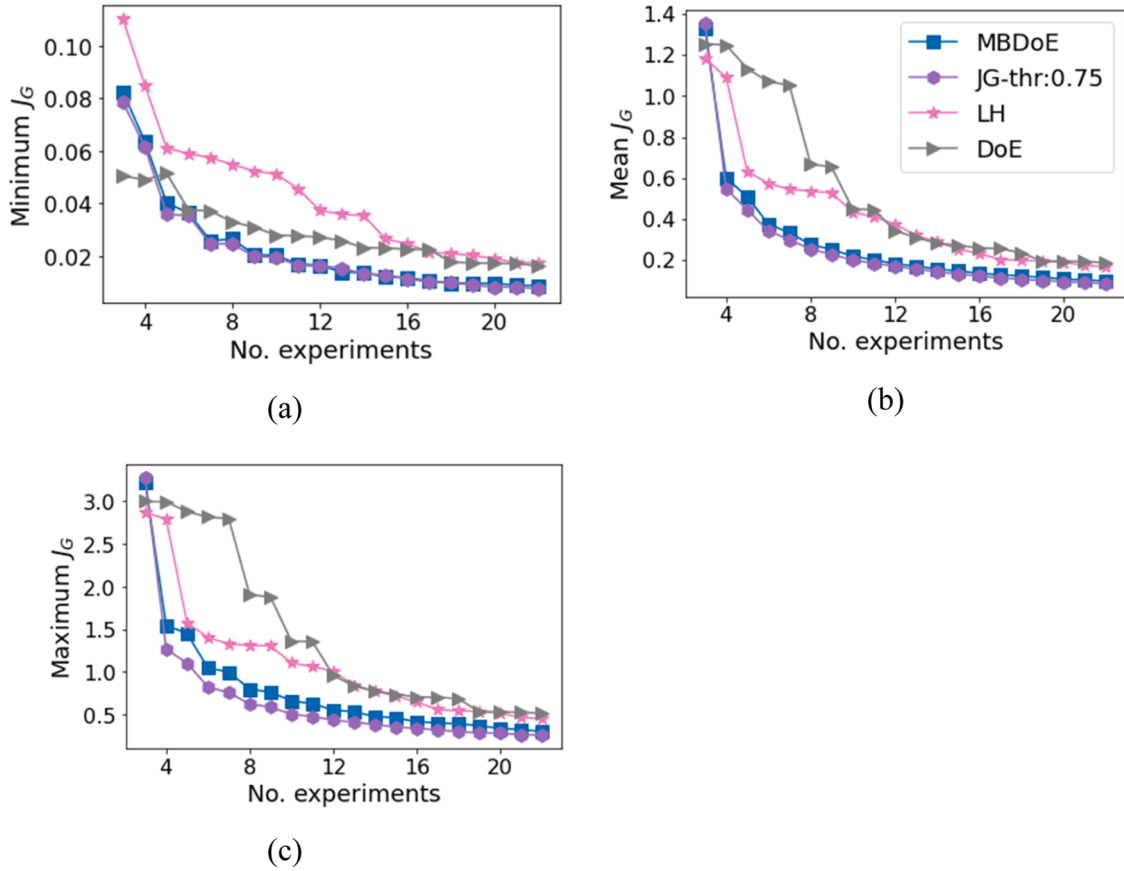 0.10
0.08
0.06
0.04
0.02
Minimum J_G
4 8 12 16 20
No. experiments
(a)
1.4
1.2
1.0
0.8
0.6
0.4
0.2
Mean J_G
MBDoE
JG-thr:0.75
LH
DoE
4 8 12 16 20
No. experiments
(b)
3.0
2.5
2.0
1.5
1.0
0.5
Maximum J_G
4 8 12 16 20
No. experiments
(c)